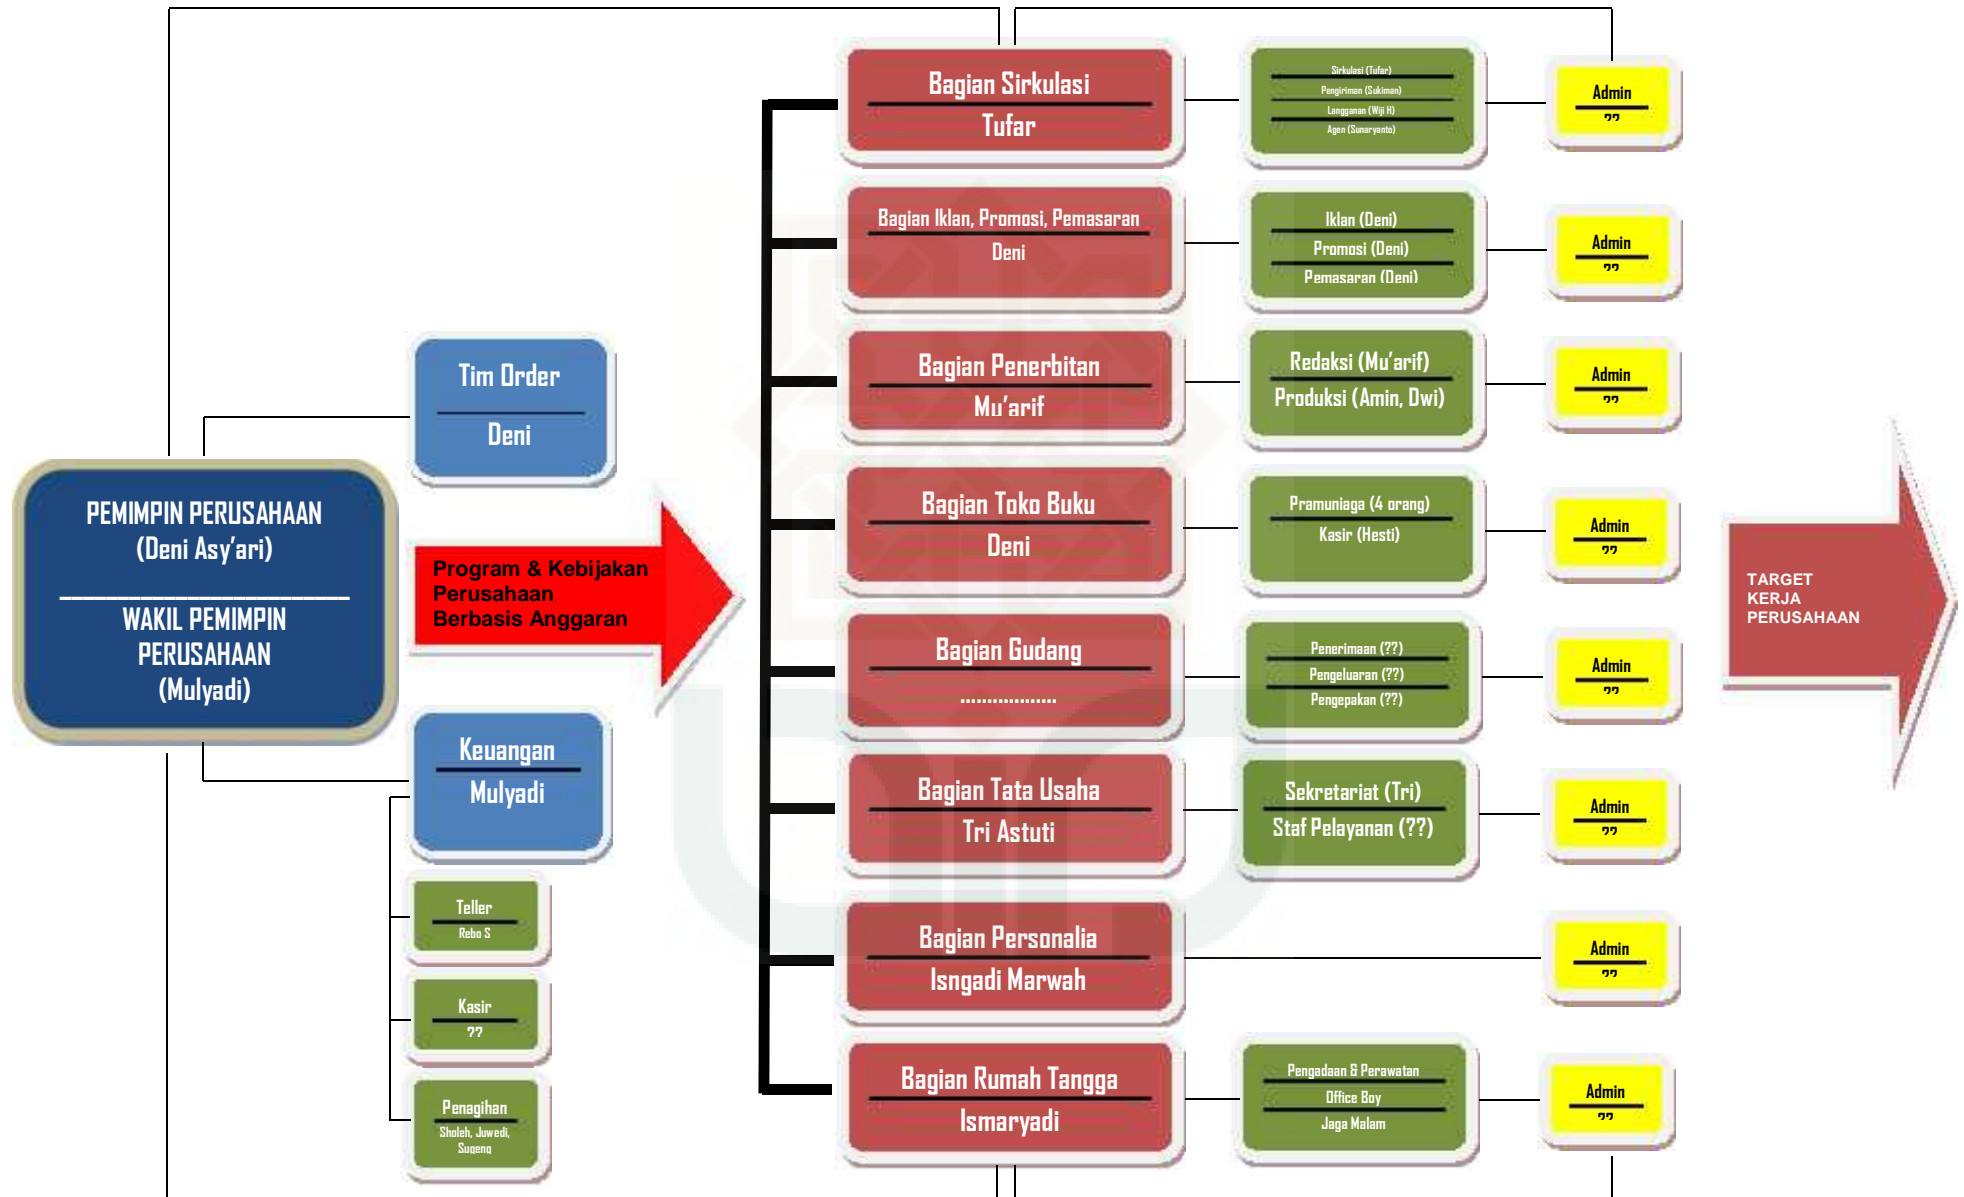 PEMIMPIN PERUSAHAAN
(Deni Asy'ari)
WAKIL PEMIMPIN
PERUSAHAAN
(Mulyadi)
Tim Order
Deni
Program & Kebijakan
Perusahaan
Berbasis Anggaran
Keuangan
Mulyadi
Teller
Rebo S
Kasir
??
Penagihan
Sholeh, Juwedi,
Sugeng
Bagian Sirkulasi
Tufar
Sirkulasi (Tufar)
Pengiriman (Sukiman)
Langganan (Wiji H)
Agen (Sunaryanto)
Admin
??
Bagian Iklan, Promosi, Pemasaran
Deni
Iklan (Deni)
Promosi (Deni)
Pemasaran (Deni)
Admin
??
Bagian Penerbitan
Mu'arif
Redaksi (Mu'arif)
Produksi (Amin, Dwi)
Admin
??
Bagian Toko Buku
Deni
Pramuniaga (4 orang)
Kasir (Hesti)
Admin
??
Bagian Gudang
..................
Penerimaan (??)
Pengeluaran (??)
Pengepakan (??)
Admin
??
Bagian Tata Usaha
Tri Astuti
Sekretariat (Tri)
Staf Pelayanan (??)
Admin
??
Bagian Personalia
Isngadi Marwah
Admin
??
Bagian Rumah Tangga
Ismaryadi
Pengadaan & Perawatan
Office Boy
Jaga Malam
Admin
??
TARGET
KERJA
PERUSAHAAN